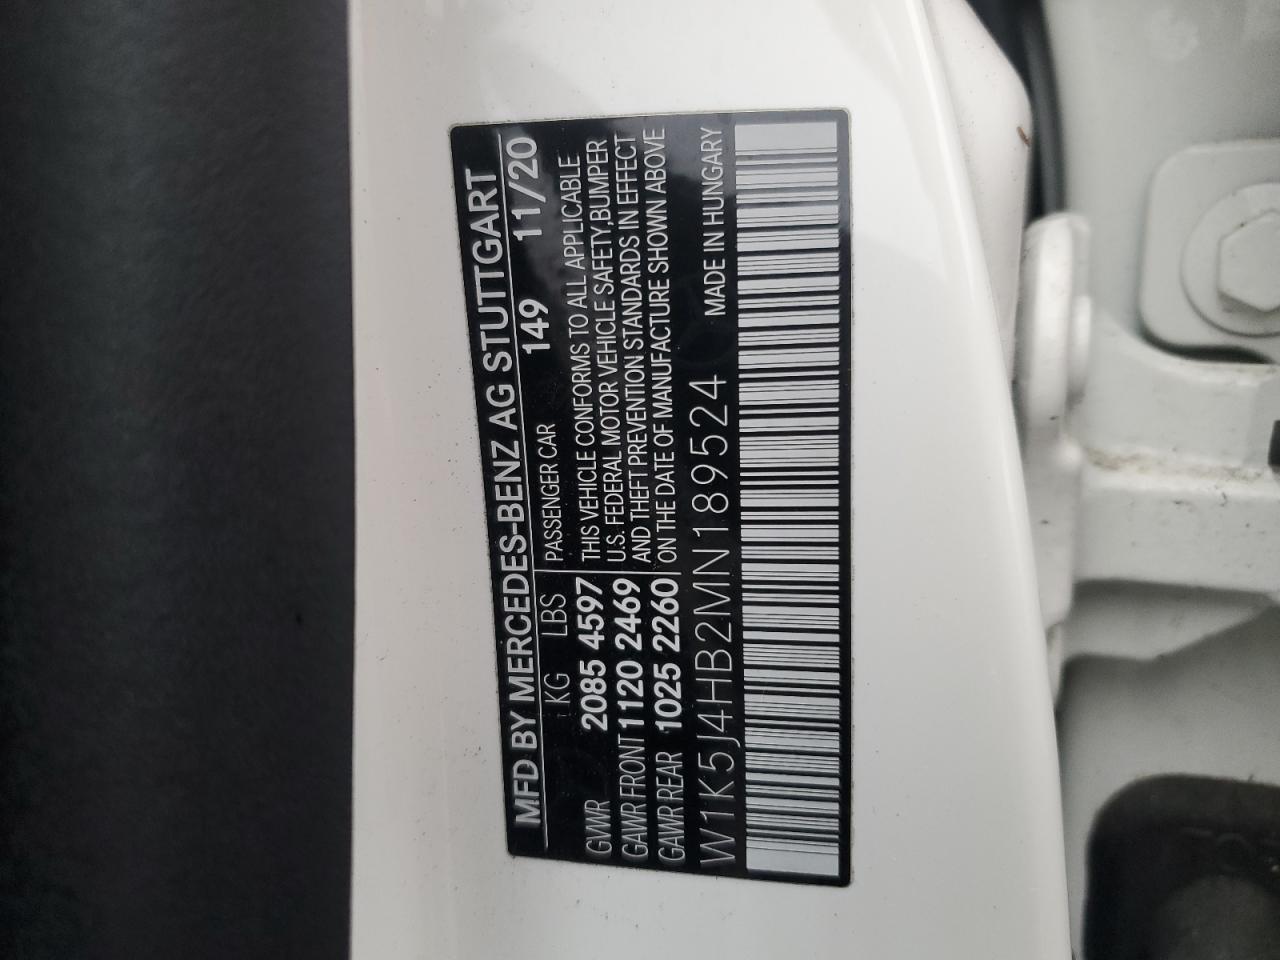 MFD BY MERCEDES-BENZ AG STUTTGART
KG LBS PASSENGER CAR 149 11/20
GVWR 2085 4597 THIS VEHICLE CONFORMS TO ALL APPLICABLE
U.S. FEDERAL MOTOR VEHICLE SAFETY,BUMPER
GAWR FRONT 1120 2469 AND THEFT PREVENTION STANDARDS IN EFFECT
GAWR REAR 1025 2260 ON THE DATE OF MANUFACTURE SHOWN ABOVE
W1K5J4HB2MN189524 MADE IN HUNGARY